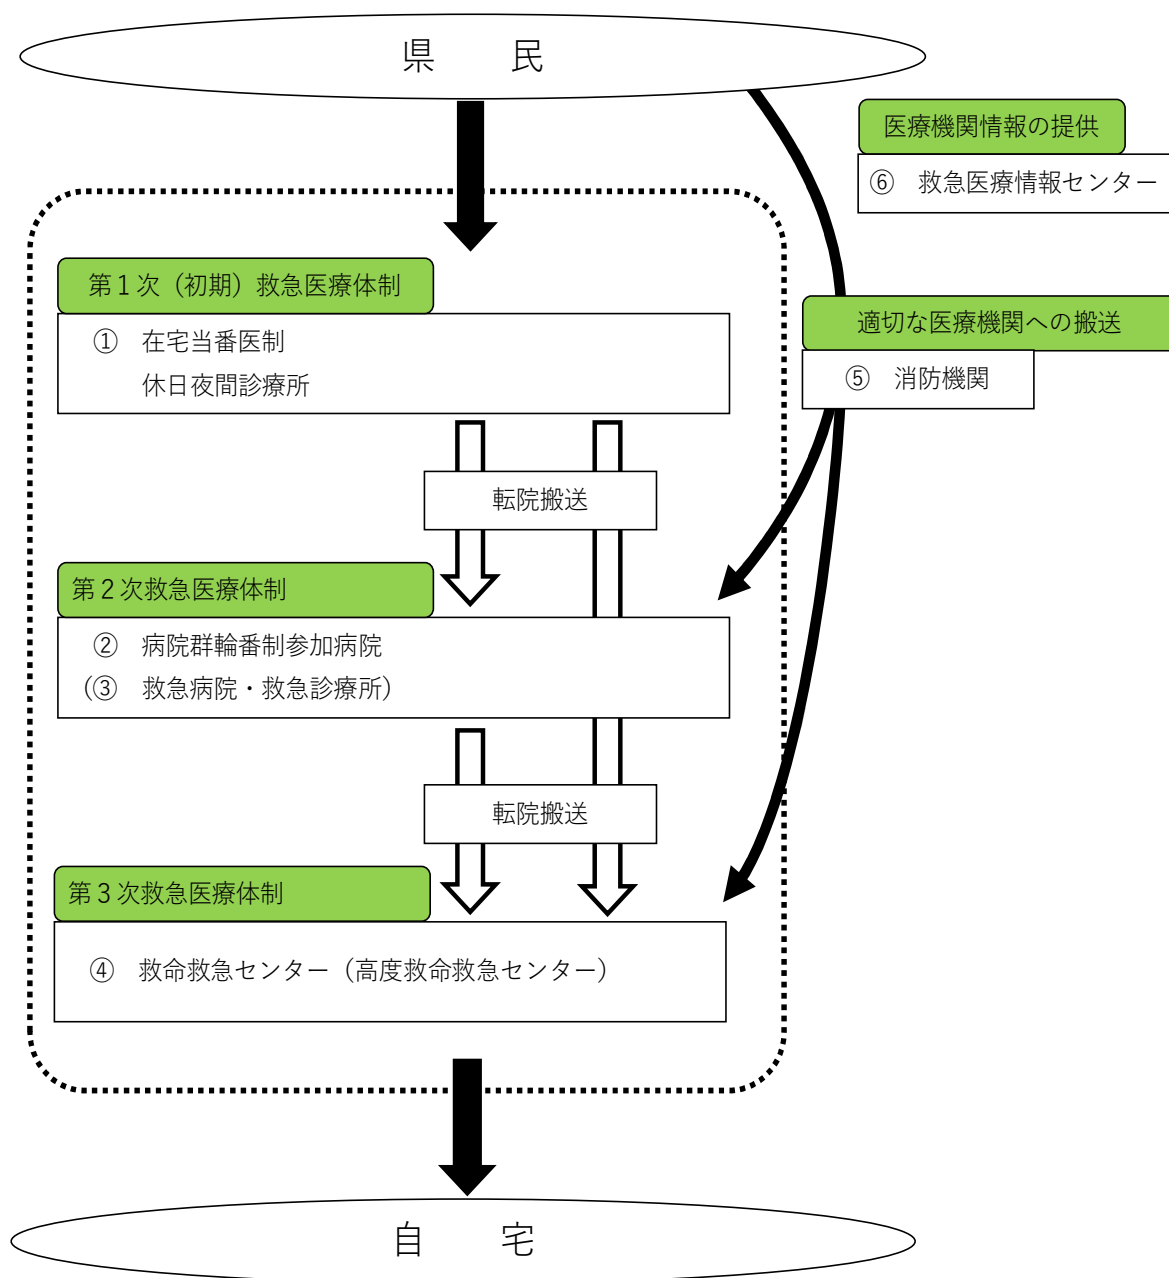 県　民
医療機関情報の提供
⑥　救急医療情報センター
第１次（初期）救急医療体制
①　在宅当番医制
休日夜間診療所
適切な医療機関への搬送
⑤　消防機関
転院搬送
第２次救急医療体制
②　病院群輪番制参加病院
（③　救急病院・救急診療所）
転院搬送
第３次救急医療体制
④　救命救急センター（高度救命救急センター）
自　宅